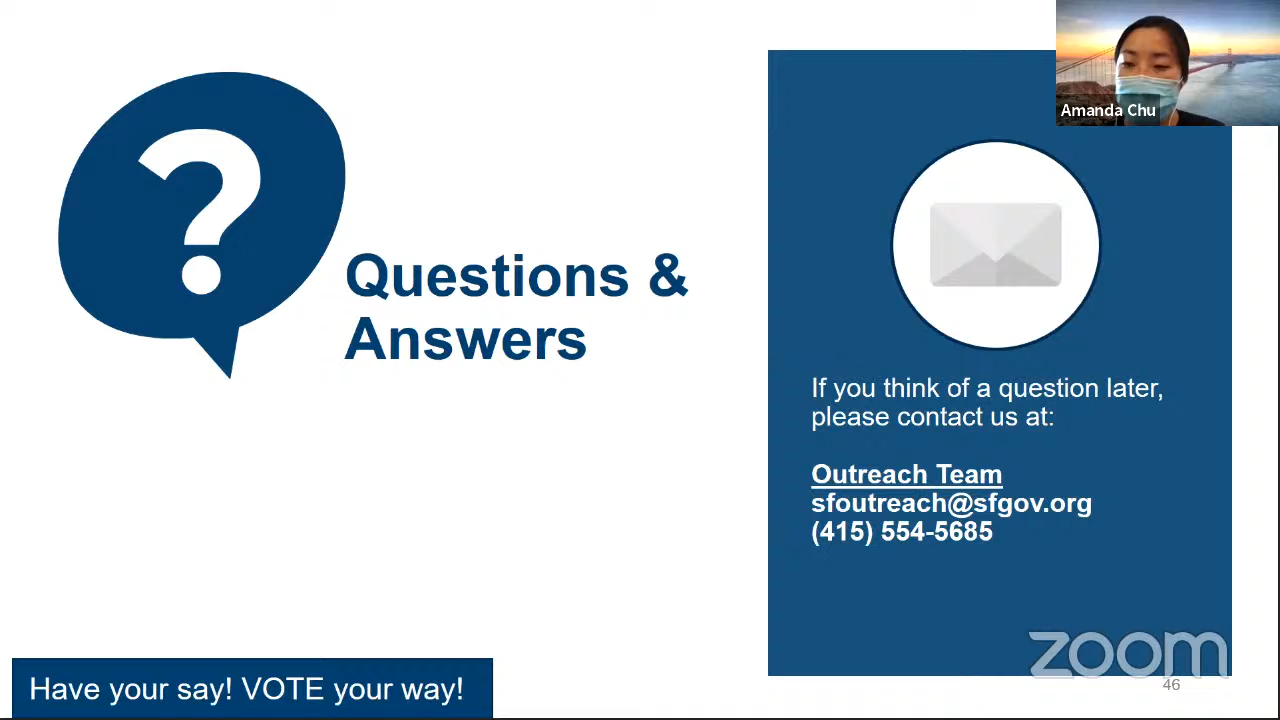 Amanda Chu
?
Questions &
Answers
If you think of a question later,
please contact us at:
Outreach Team
sfoutreach@sfgov.org
(415) 554-5685
Have your say! VOTE your way!
zoom
46